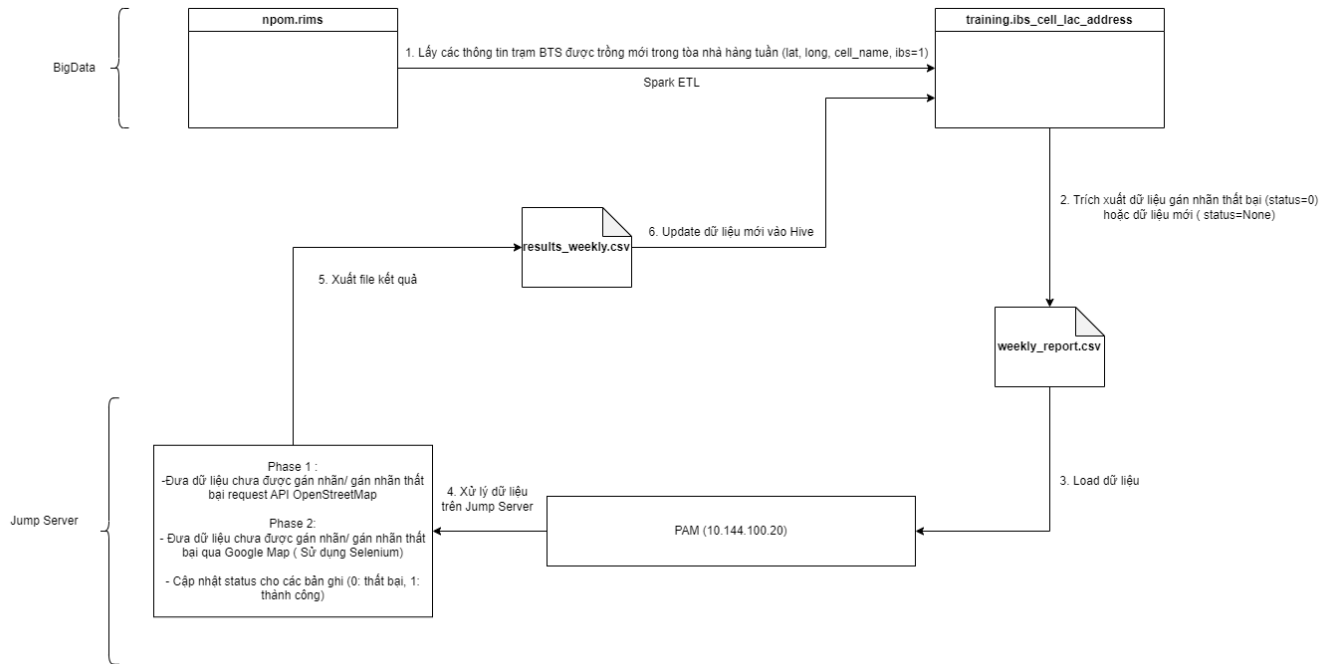 npom.rims
training.ibs_cell_lac_address
1. Lấy các thông tin trạm BTS được trồng mới trong tòa nhà hàng tuần (lat, long, cell_name, ibs=1)
BigData
Spark ETL
2. Trích xuất dữ liệu gán nhãn thất bại (status=0)
hoặc dữ liệu mới ( status=None)
6. Update dữ liệu mới vào Hive
results_weekly.csv
5. Xuất file kết quả
weekly_report.csv
Phase 1 :
-Đưa dữ liệu chưa được gán nhãn/ gán nhãn thất
bại request API OpenStreetMap
Phase 2:
- Đưa dữ liệu chưa được gán nhãn/ gán nhãn thất
bại qua Google Map ( Sử dụng Selenium)
- Cập nhật status cho các bản ghi (0: thất bại, 1:
thành công)
3. Load dữ liệu
4. Xử lý dữ liệu
trên Jump Server
Jump Server
PAM (10.144.100.20)